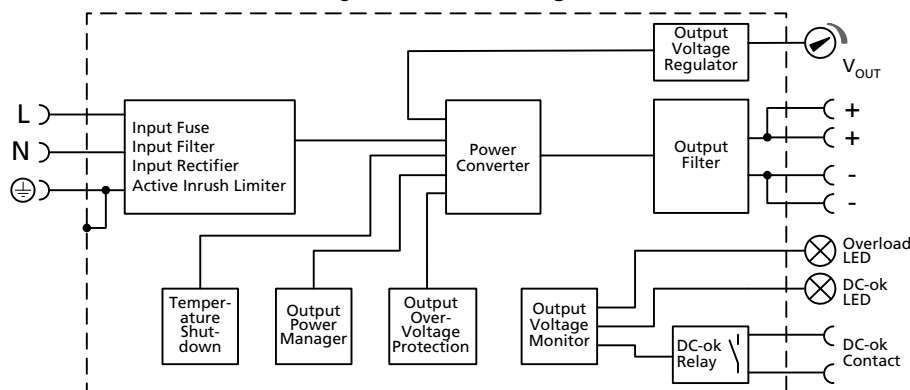 Output
Voltage
Regulator
V_OUT
L
N
Input Fuse
Input Filter
Input Rectifier
Active Inrush Limiter
Power
Converter
Output
Filter
+
+
-
-
Temper-
ature
Shut-
down
Output
Power
Manager
Output
Over-
Voltage
Protection
Output
Voltage
Monitor
Overload
LED
DC-ok
LED
DC-ok
Relay
DC-ok
Contact